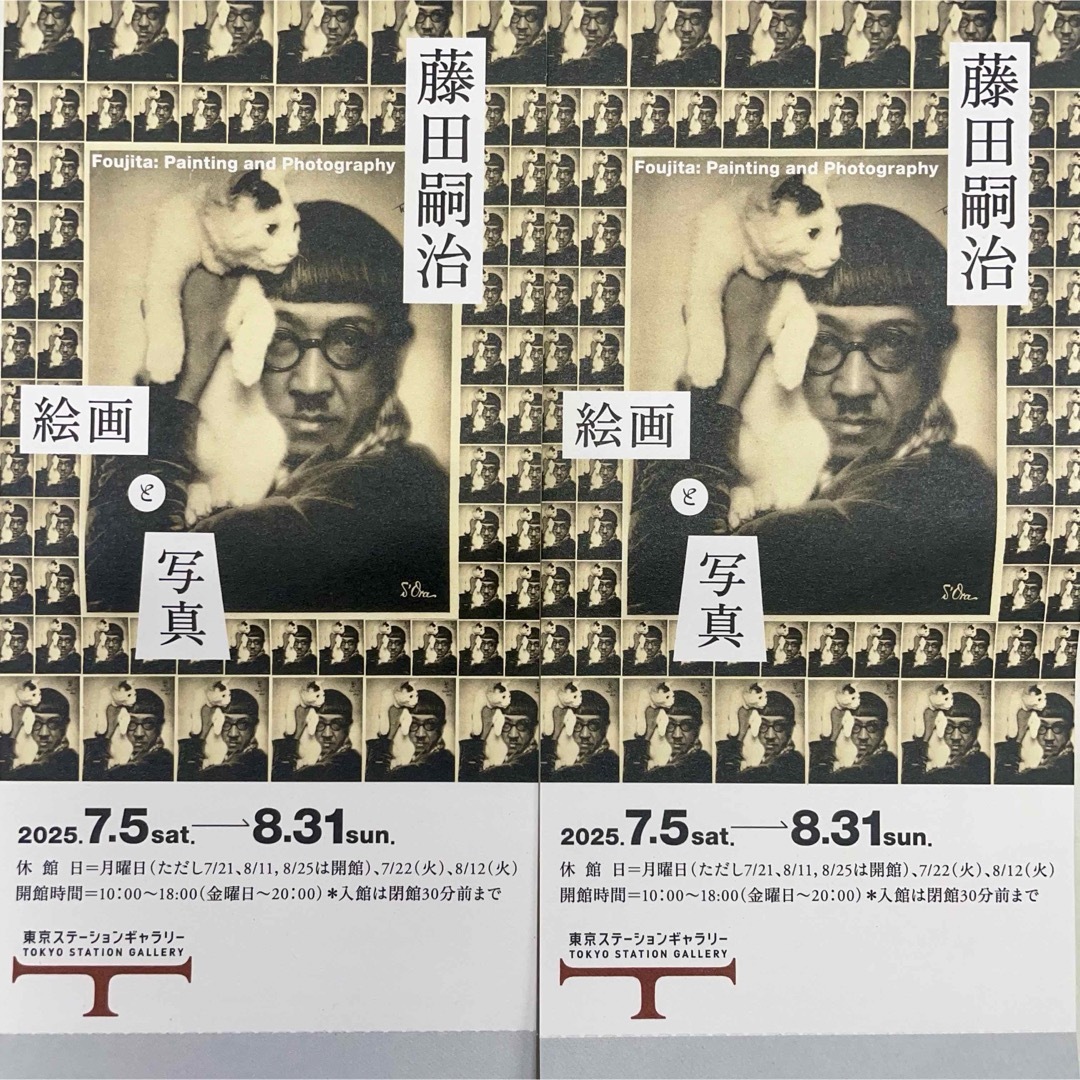 藤田嗣治
Foujita: Painting and Photography
絵画
と
写真
S'Ora
2025.7.5sat.→8.31sun.
休館日=月曜日(ただし7/21、8/11, 8/25は開館)、7/22(火)、8/12(火)
開館時間=10:00〜18:00(金曜日〜20:00)*入館は閉館30分前まで
東京ステーションギャラリー
TOKYO STATION GALLERY
藤田嗣治
Foujita: Painting and Photography
絵画
と
写真
S'Ora
2025.7.5sat.→8.31sun.
休館日=月曜日(ただし7/21、8/11, 8/25は開館)、7/22(火)、8/12(火)
開館時間=10:00〜18:00(金曜日〜20:00)*入館は閉館30分前まで
東京ステーションギャラリー
TOKYO STATION GALLERY